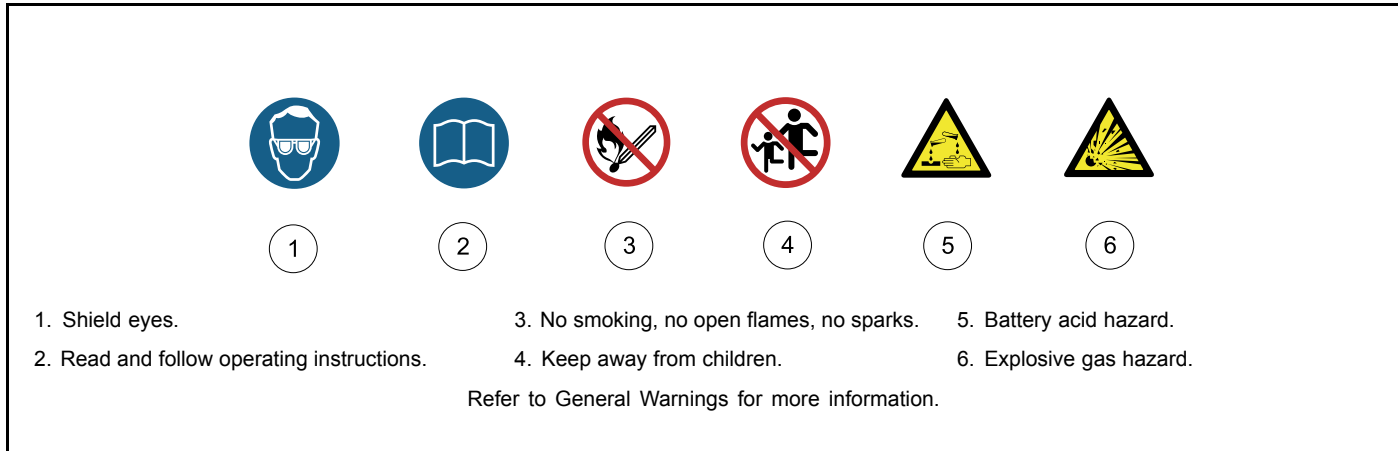 1 2 3 4 5 6
1. Shield eyes. 3. No smoking, no open flames, no sparks. 5. Battery acid hazard.
2. Read and follow operating instructions. 4. Keep away from children. 6. Explosive gas hazard.
Refer to General Warnings for more information.